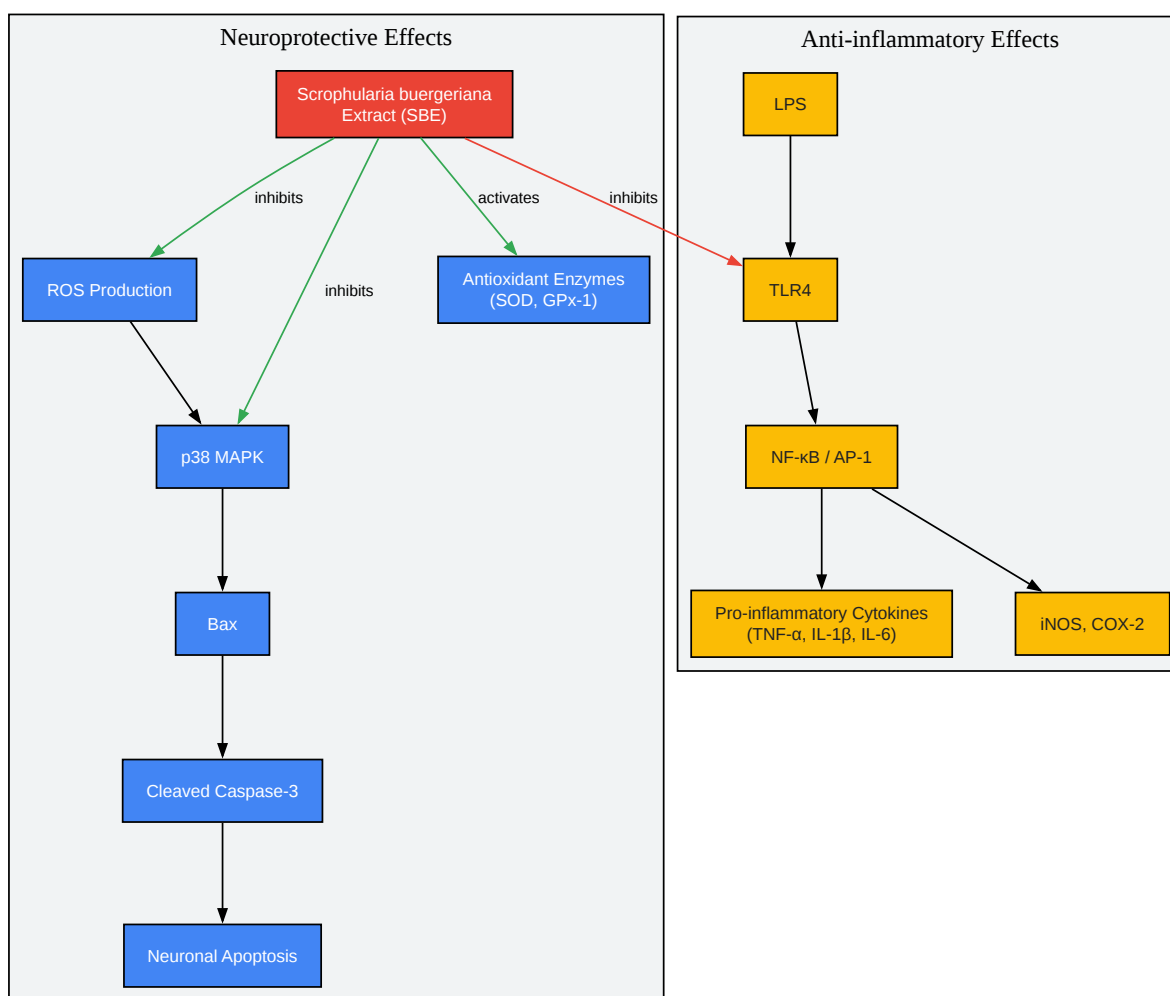 Neuroprotective Effects
Scrophularia buergeriana
Extract (SBE)
inhibits
activates
inhibits
ROS Production
inhibits
Antioxidant Enzymes
(SOD, GPx-1)
p38 MAPK
Bax
Cleaved Caspase-3
Neuronal Apoptosis
Anti-inflammatory Effects
LPS
TLR4
NF-κB / AP-1
Pro-inflammatory Cytokines
(TNF-α, IL-1β, IL-6)
iNOS, COX-2